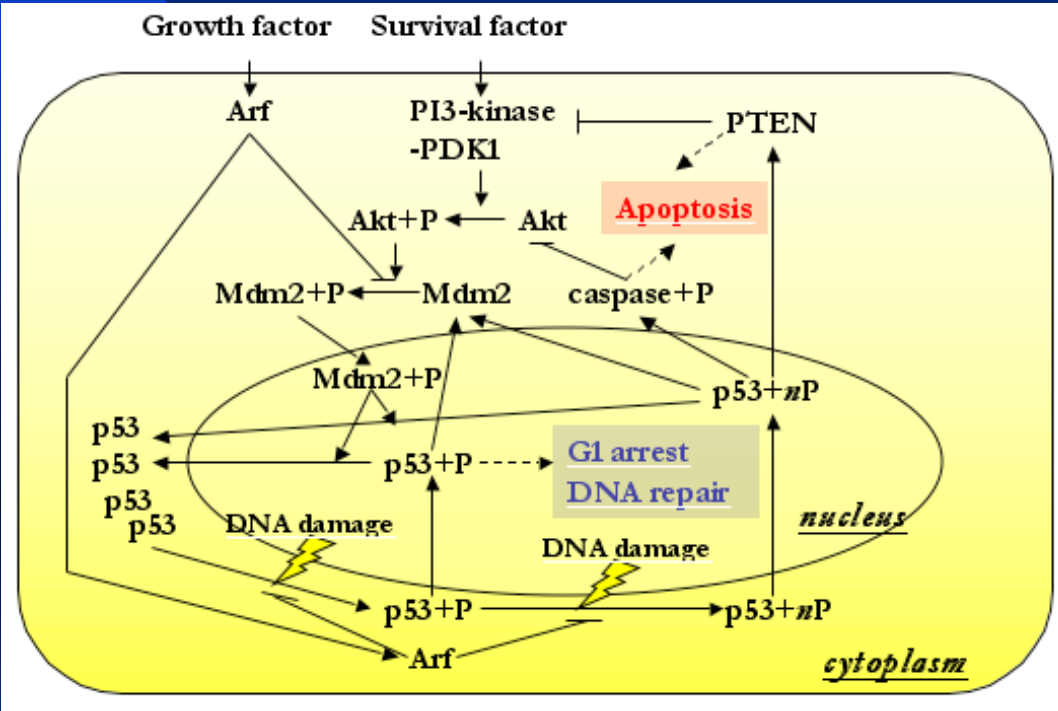 Growth factor
Survival factor
Arf
PI3-kinase
-PDK1
PTEN
Apoptosis
Akt+P
Akt
Mdm2+P
Mdm2
caspase+P
Mdm2+P
p53+nP
p53
p53
p53
p53
p53+P
G1 arrest
DNA repair
nucleus
DNA damage
DNA damage
p53+P
p53+nP
Arf
cytoplasm